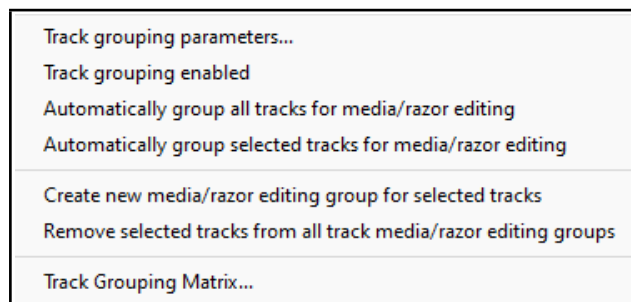 Track grouping parameters...
Track grouping enabled
Automatically group all tracks for media/razor editing
Automatically group selected tracks for media/razor editing
Create new media/razor editing group for selected tracks
Remove selected tracks from all track media/razor editing groups
Track Grouping Matrix...